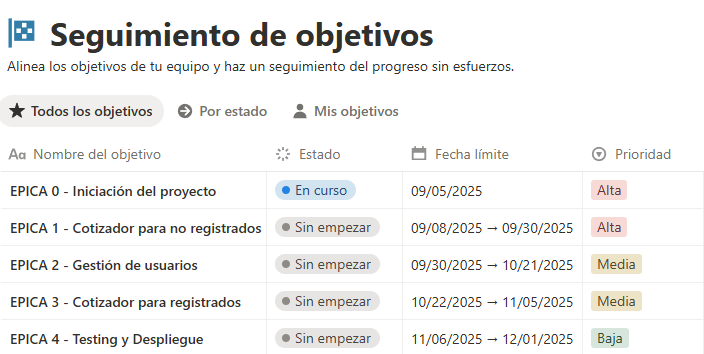 Seguimiento de objetivos
Alinea los objetivos de tu equipo y haz un seguimiento del progreso sin esfuerzos.
Todos los objetivos Por estado Mis objetivos
Aa Nombre del objetivo Estado Fecha límite Prioridad
EPICA 0 - Iniciación del proyecto En curso 09/05/2025 Alta
EPICA 1 - Cotizador para no registrados Sin empezar 09/08/2025 → 09/30/2025 Alta
EPICA 2 - Gestión de usuarios Sin empezar 09/30/2025 → 10/21/2025 Media
EPICA 3 - Cotizador para registrados Sin empezar 10/22/2025 → 11/05/2025 Media
EPICA 4 - Testing y Despliegue Sin empezar 11/06/2025 → 12/01/2025 Baja